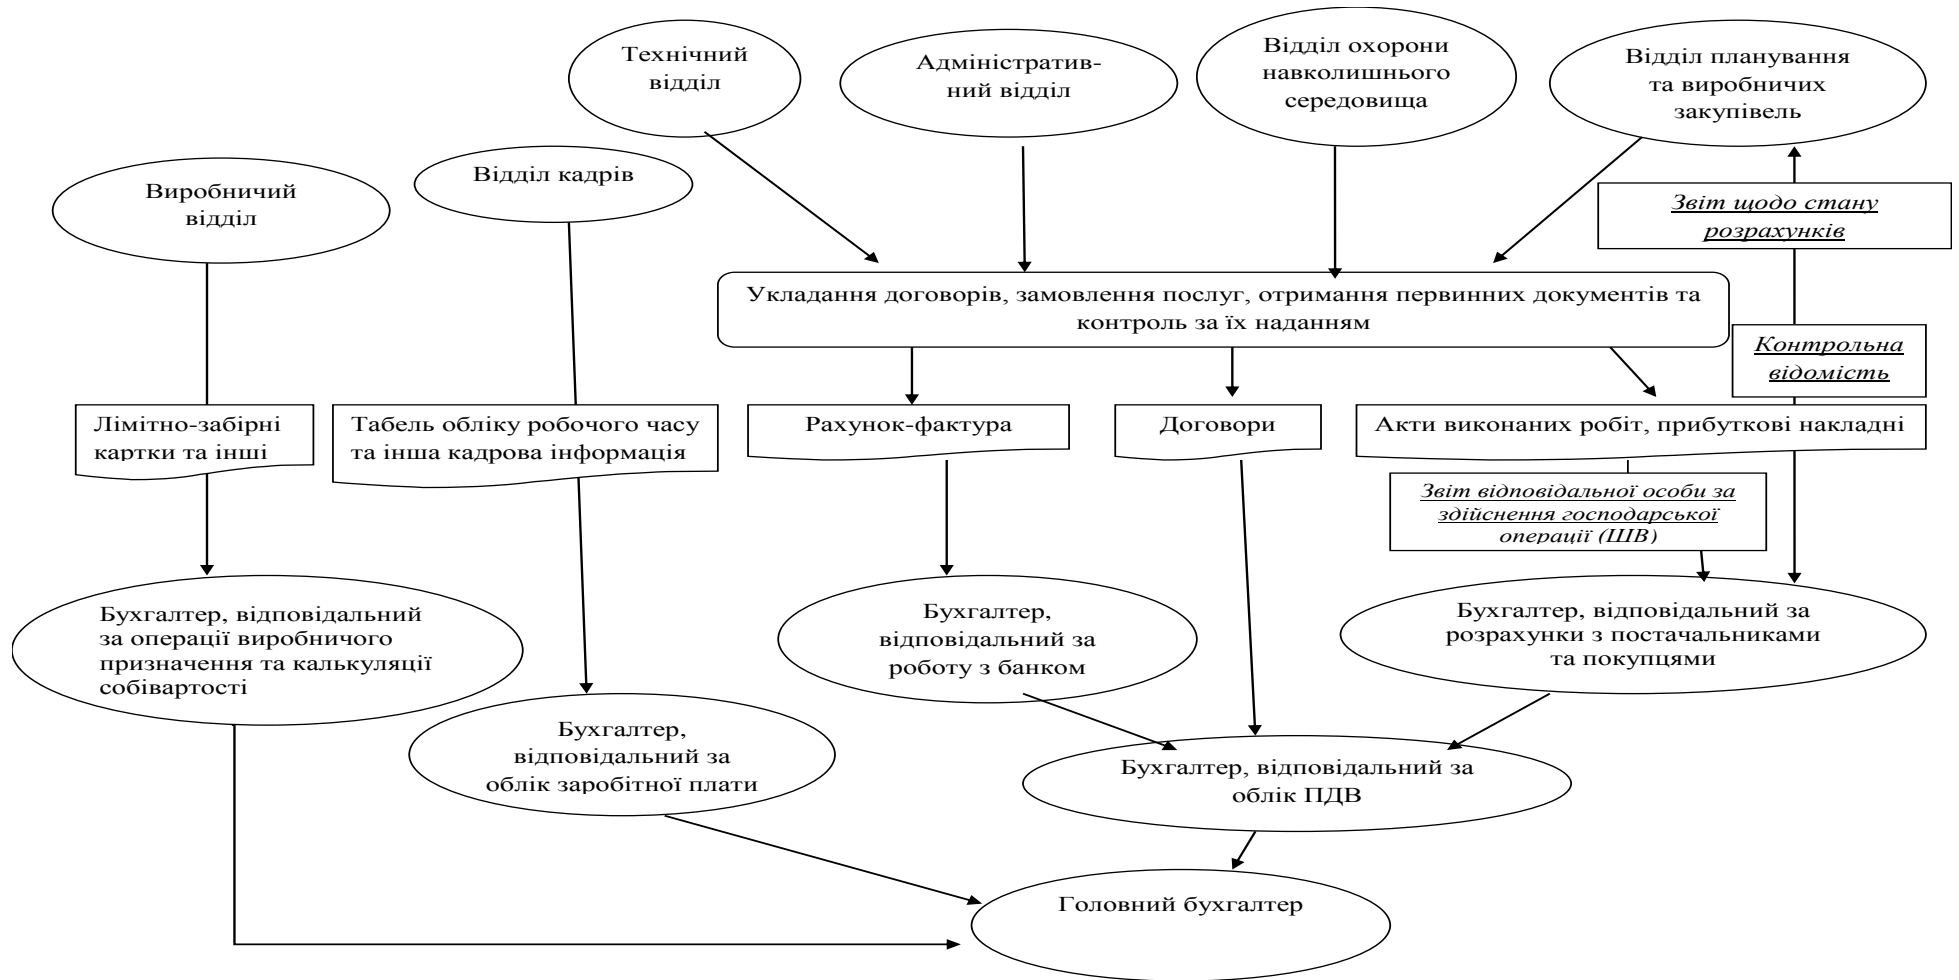 Технічний
відділ
Адміністратив-
ний відділ
Відділ охорони
навколишнього
середовища
Відділ планування
та виробничих
закупівель
Виробничий
відділ
Відділ кадрів
Звіт щодо стану
розрахунків
Укладання договорів, замовлення послуг, отримання первинних документів та
контроль за їх наданням
Контрольна
відомість
Лімітно-забірні
картки та інші
Табель обліку робочого часу
та інша кадрова інформація
Рахунок-фактура
Договори
Акти виконаних робіт, прибуткові накладні
Звіт відповідальної особи за
здійснення господарської
операції (ШВ)
Бухгалтер, відповідальний
за операції виробничого
призначення та калькуляції
собівартості
Бухгалтер,
відповідальний за
роботу з банком
Бухгалтер, відповідальний за
розрахунки з постачальниками
та покупцями
Бухгалтер,
відповідальний за
облік заробітної плати
Бухгалтер, відповідальний за
облік ПДВ
Головний бухгалтер